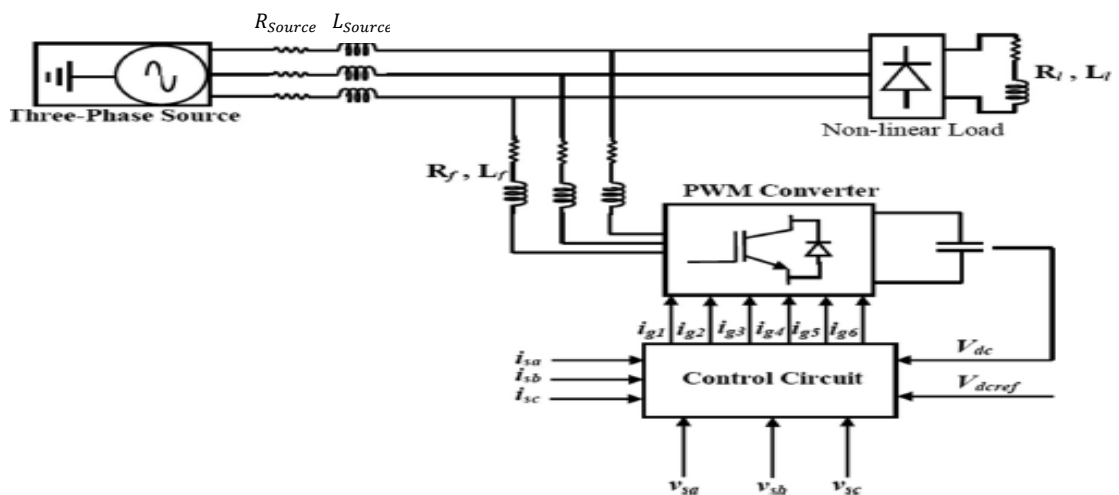 R_Source L_Source
Three-Phase Source
R_l , L_l
Non-linear Load
R_f , L_f
PWM Converter
i_g1 i_g2 i_g3 i_g4 i_g5 i_g6
i_sa
i_sb
i_sc
Control Circuit
V_dc
V_dcref
v_sa v_sb v_sc